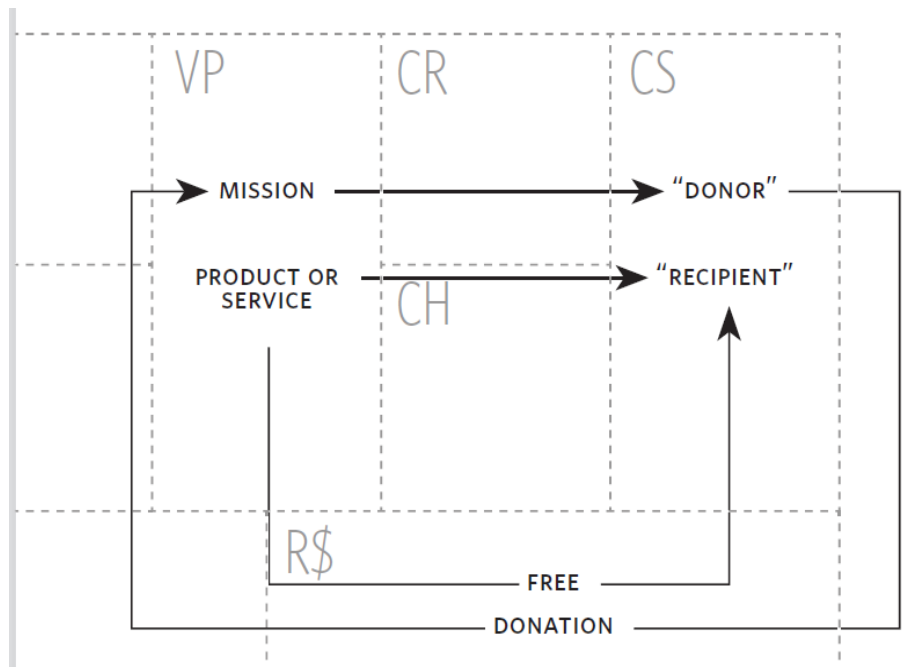 VP
CR
CS
MISSION
"DONOR"
PRODUCT OR
SERVICE
"RECIPIENT"
CH
R$
FREE
DONATION